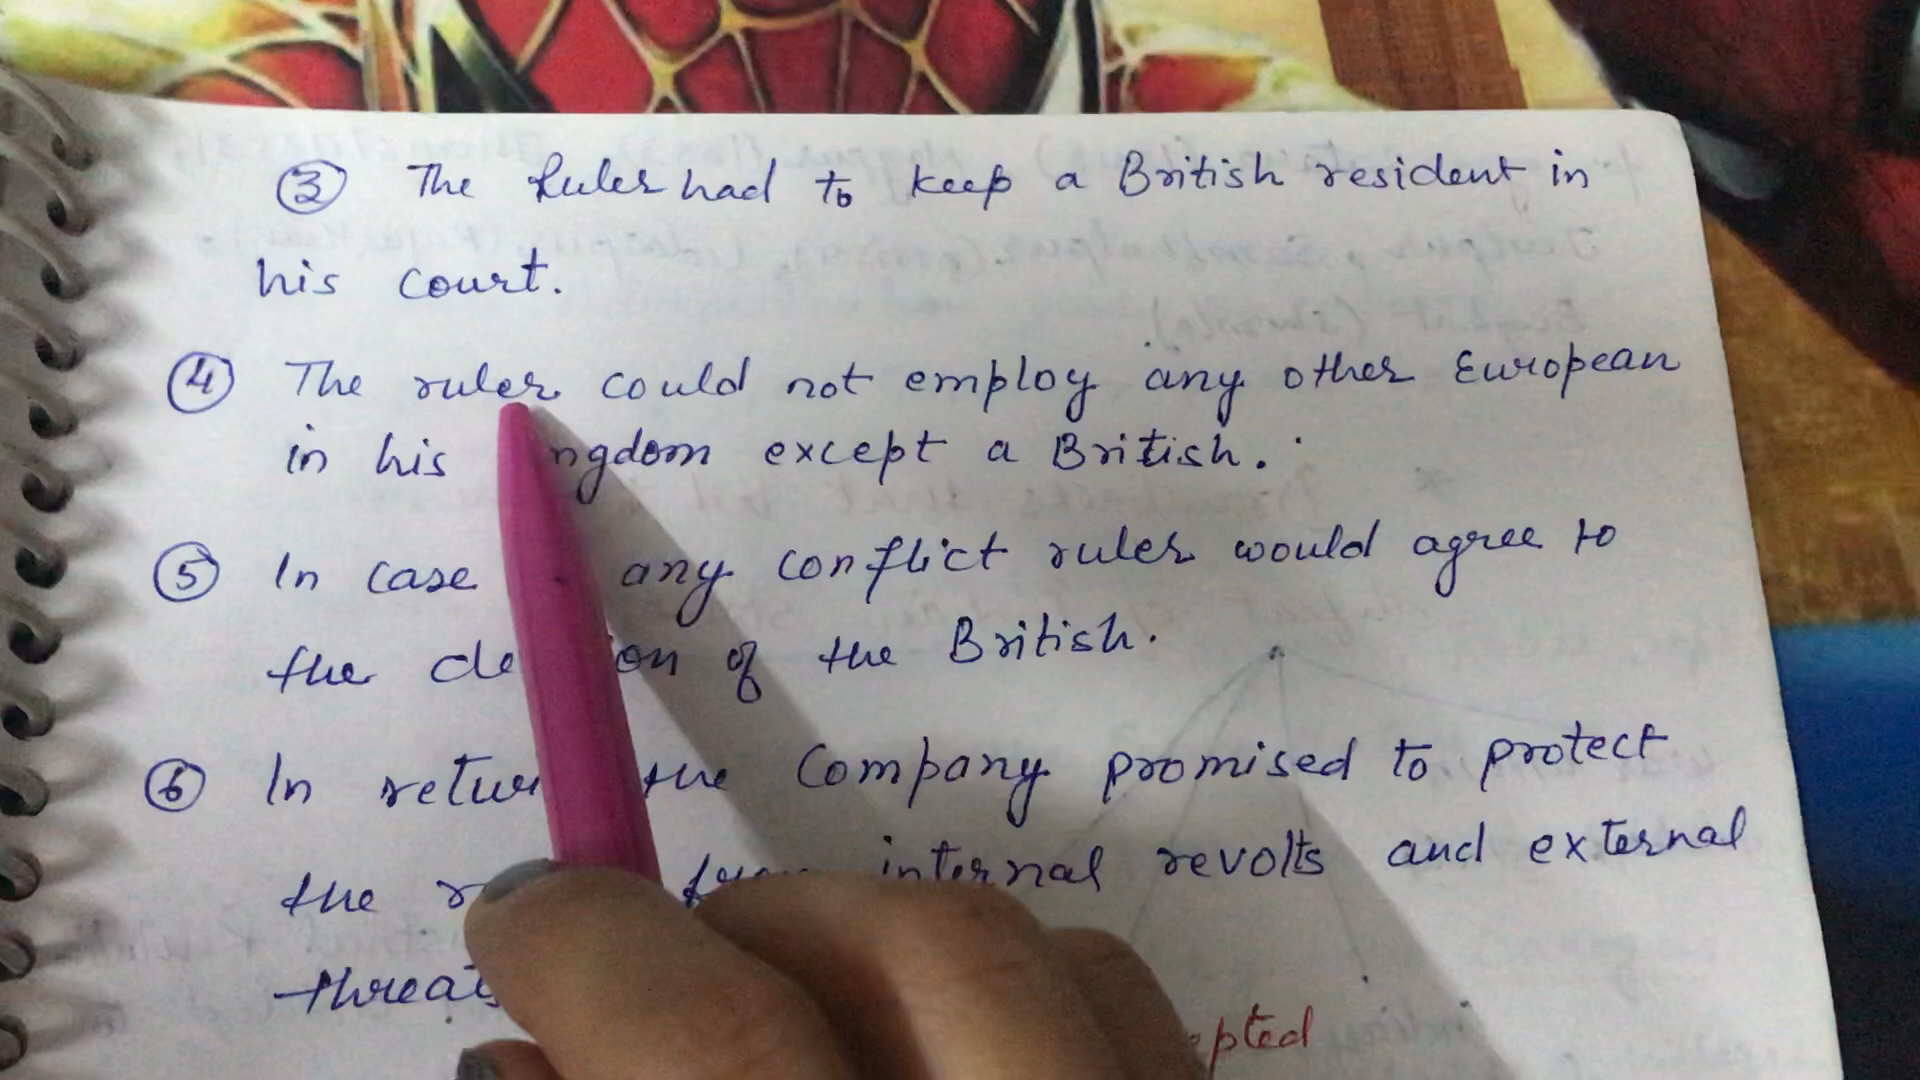 ③ The Ruler had to keep a British resident in
his court.
④ The ruler could not employ any other European
in his ngdom except a British.
⑤ In case any conflict ruler would agree to
the de on of the British.
⑥ In retur the Company promised to protect
the r internal revolts and external
threats
epted